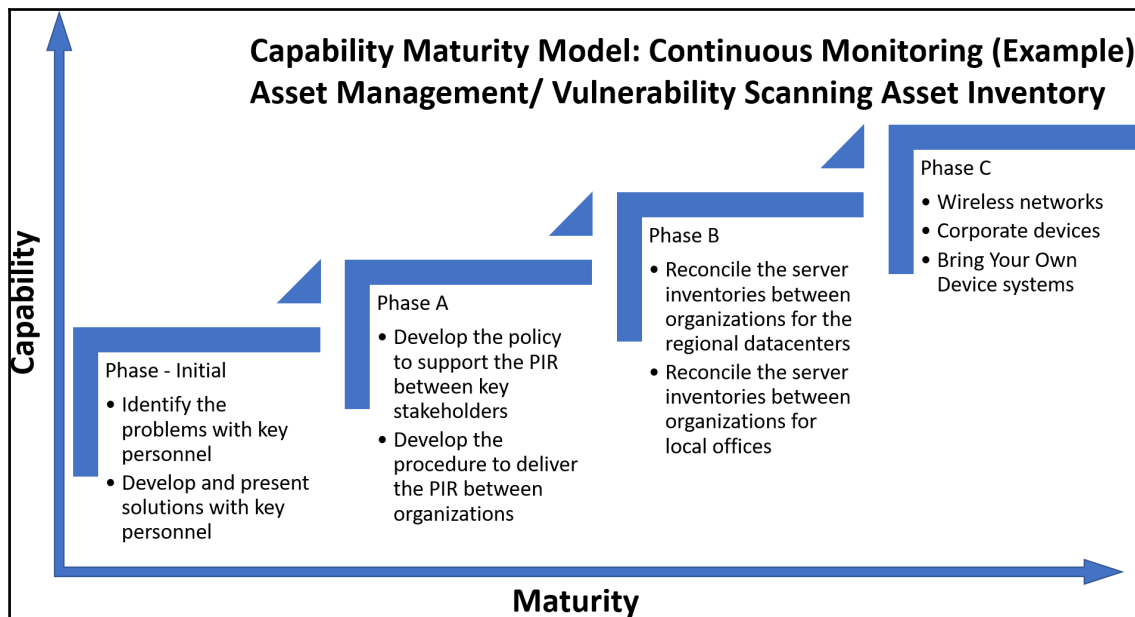 Capability Maturity Model: Continuous Monitoring (Example)
Asset Management/ Vulnerability Scanning Asset Inventory
Capability
Phase - Initial
• Identify the
problems with key
personnel
• Develop and present
solutions with key
personnel
Phase A
• Develop the policy
to support the PIR
between key
stakeholders
• Develop the
procedure to deliver
the PIR between
organizations
Phase B
• Reconcile the server
inventories between
organizations for the
regional datacenters
• Reconcile the server
inventories between
organizations for
local offices
Phase C
• Wireless networks
• Corporate devices
• Bring Your Own
Device systems
Maturity